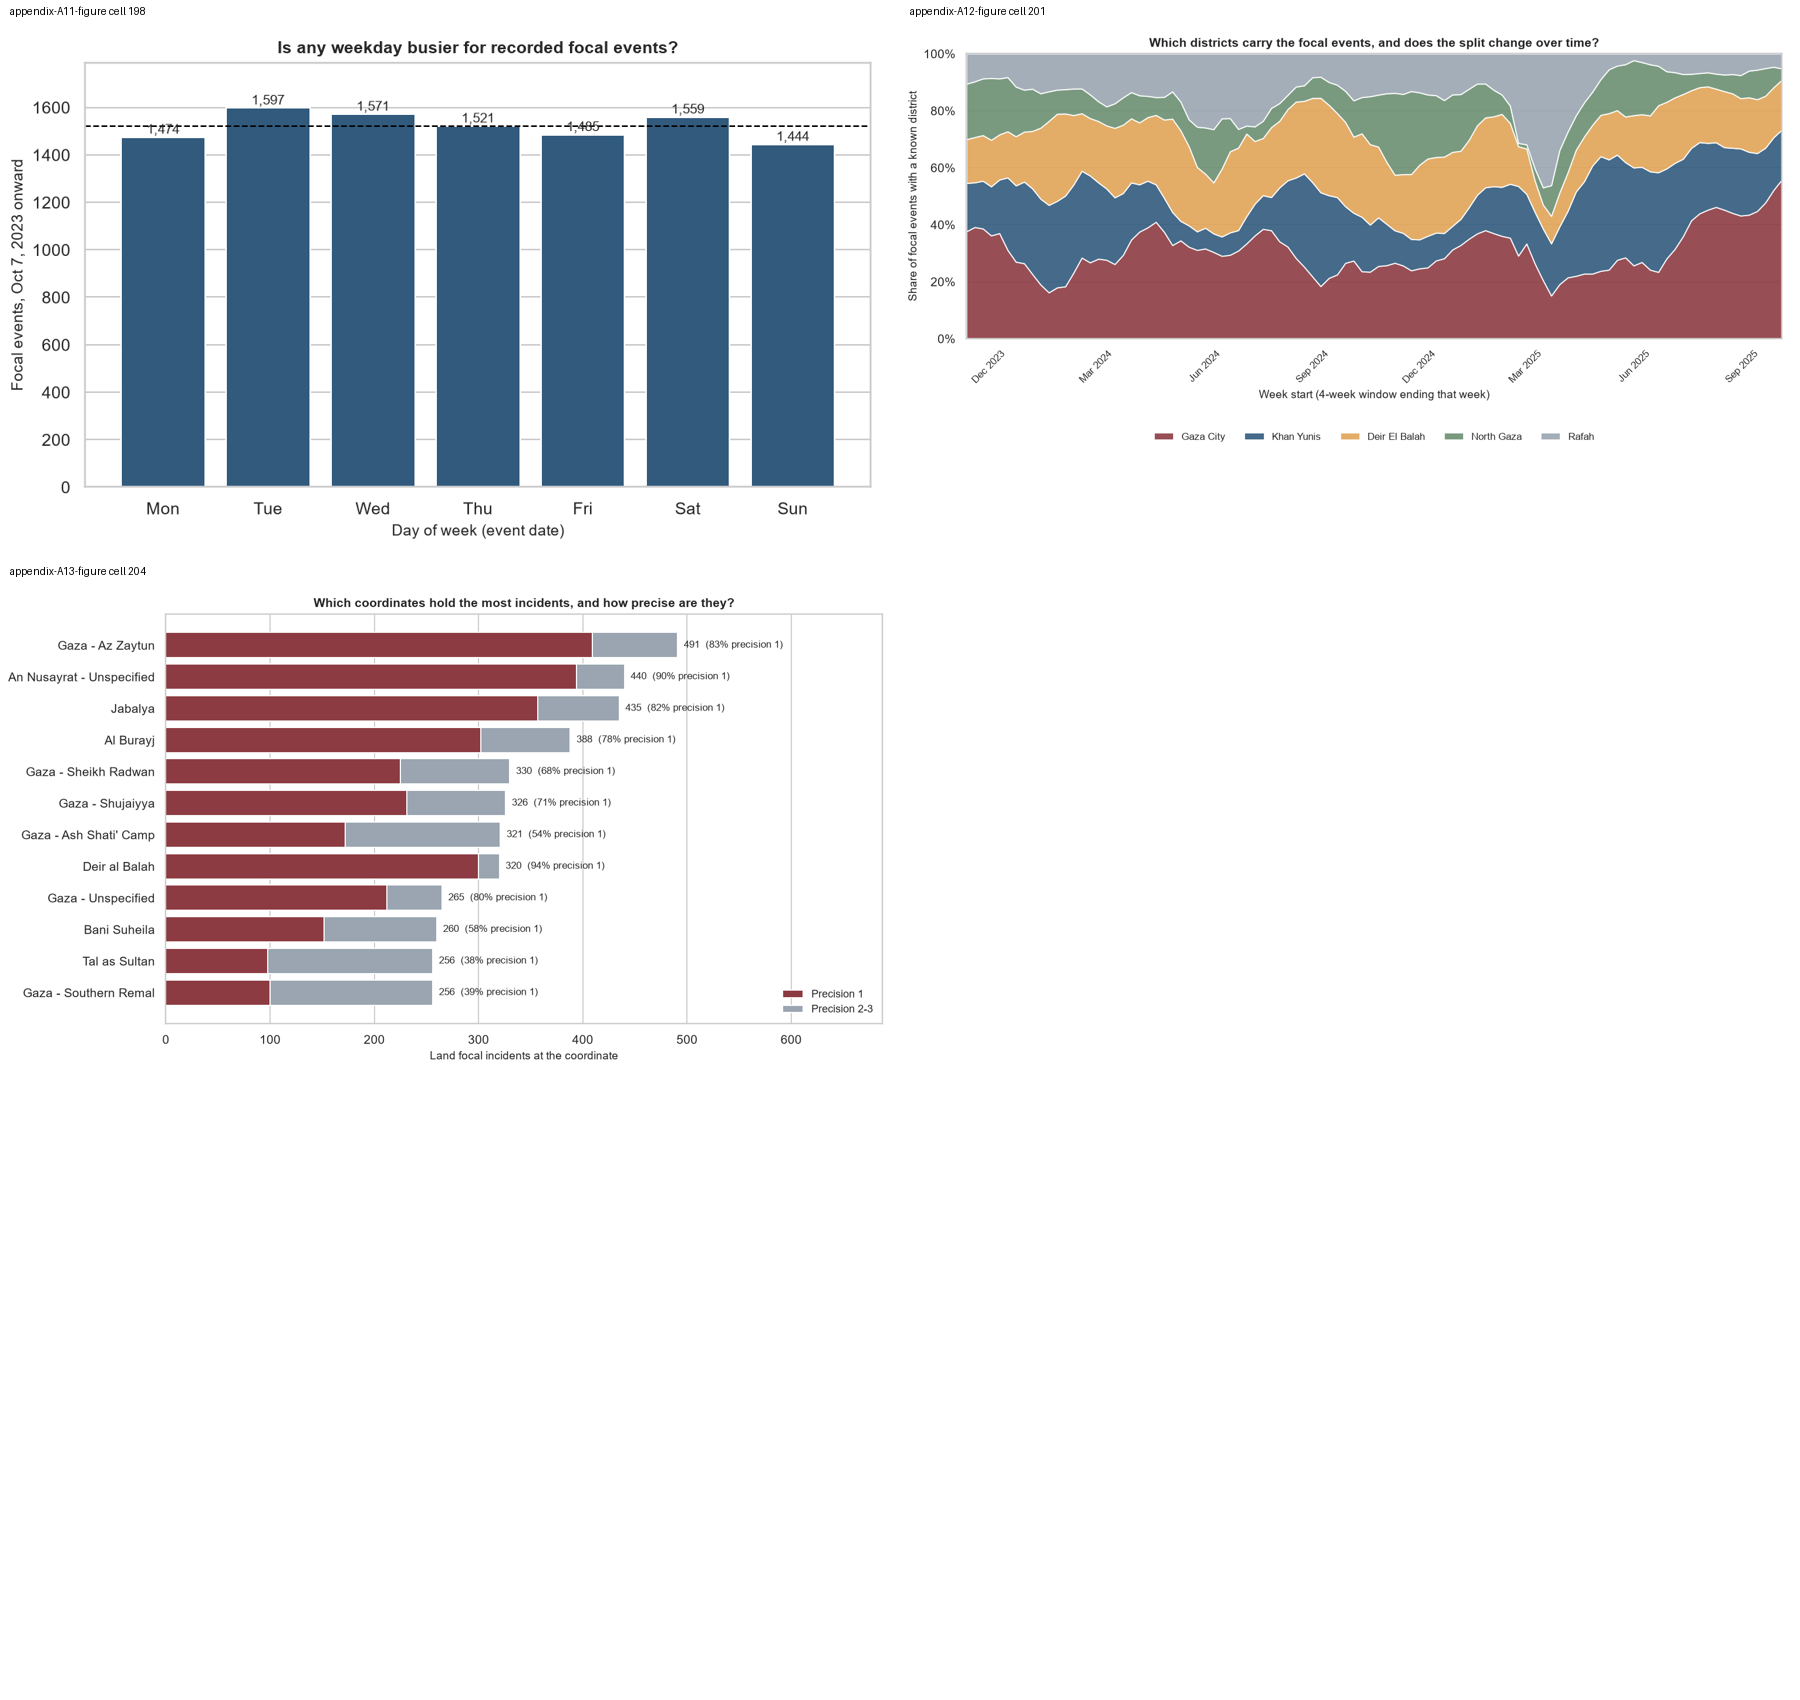 appendix-A11-figure cell 198
Is any weekday busier for recorded focal events?
Focal events, Oct 7, 2023 onward
1600
1400
1200
1000
800
600
400
200
0
1,474
1,597
1,571
1,521
1,485
1,559
1,444
Mon Tue Wed Thu Fri Sat Sun
Day of week (event date)
appendix-A12-figure cell 201
Which districts carry the focal events, and does the split change over time?
Share of focal events with a known district
100%
80%
60%
40%
20%
0%
Dec 2023 Mar 2024 Jun 2024 Sep 2024 Dec 2024 Mar 2025 Jun 2025 Sep 2025
Week start (4-week window ending that week)
Gaza City Khan Yunis Deir El Balah North Gaza Rafah
appendix-A13-figure cell 204
Which coordinates hold the most incidents, and how precise are they?
Gaza - Az Zaytun 491 (83% precision 1)
An Nusayrat - Unspecified 440 (90% precision 1)
Jabalya 435 (82% precision 1)
Al Burayj 388 (78% precision 1)
Gaza - Sheikh Radwan 330 (68% precision 1)
Gaza - Shujaiyya 326 (71% precision 1)
Gaza - Ash Shati' Camp 321 (54% precision 1)
Deir al Balah 320 (94% precision 1)
Gaza - Unspecified 265 (80% precision 1)
Bani Suheila 260 (58% precision 1)
Tal as Sultan 256 (38% precision 1)
Gaza - Southern Remal 256 (39% precision 1)
Precision 1
Precision 2-3
0 100 200 300 400 500 600
Land focal incidents at the coordinate